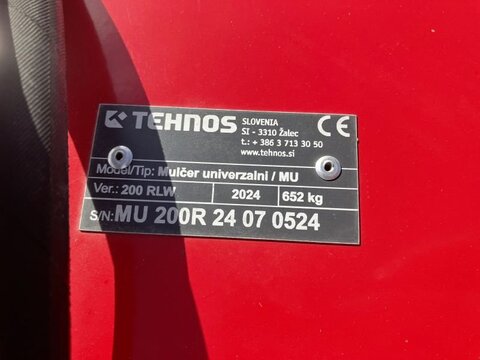 TEHNOS
SLOVENIA
SI - 3310 Žalec
t.: + 386 3 713 30 50
www.tehnos.si
CE
Model/Tip: Mulčer univerzalni / MU
Ver.: 200 RLW 2024 652 kg
S/N: MU 200R 24 07 0524